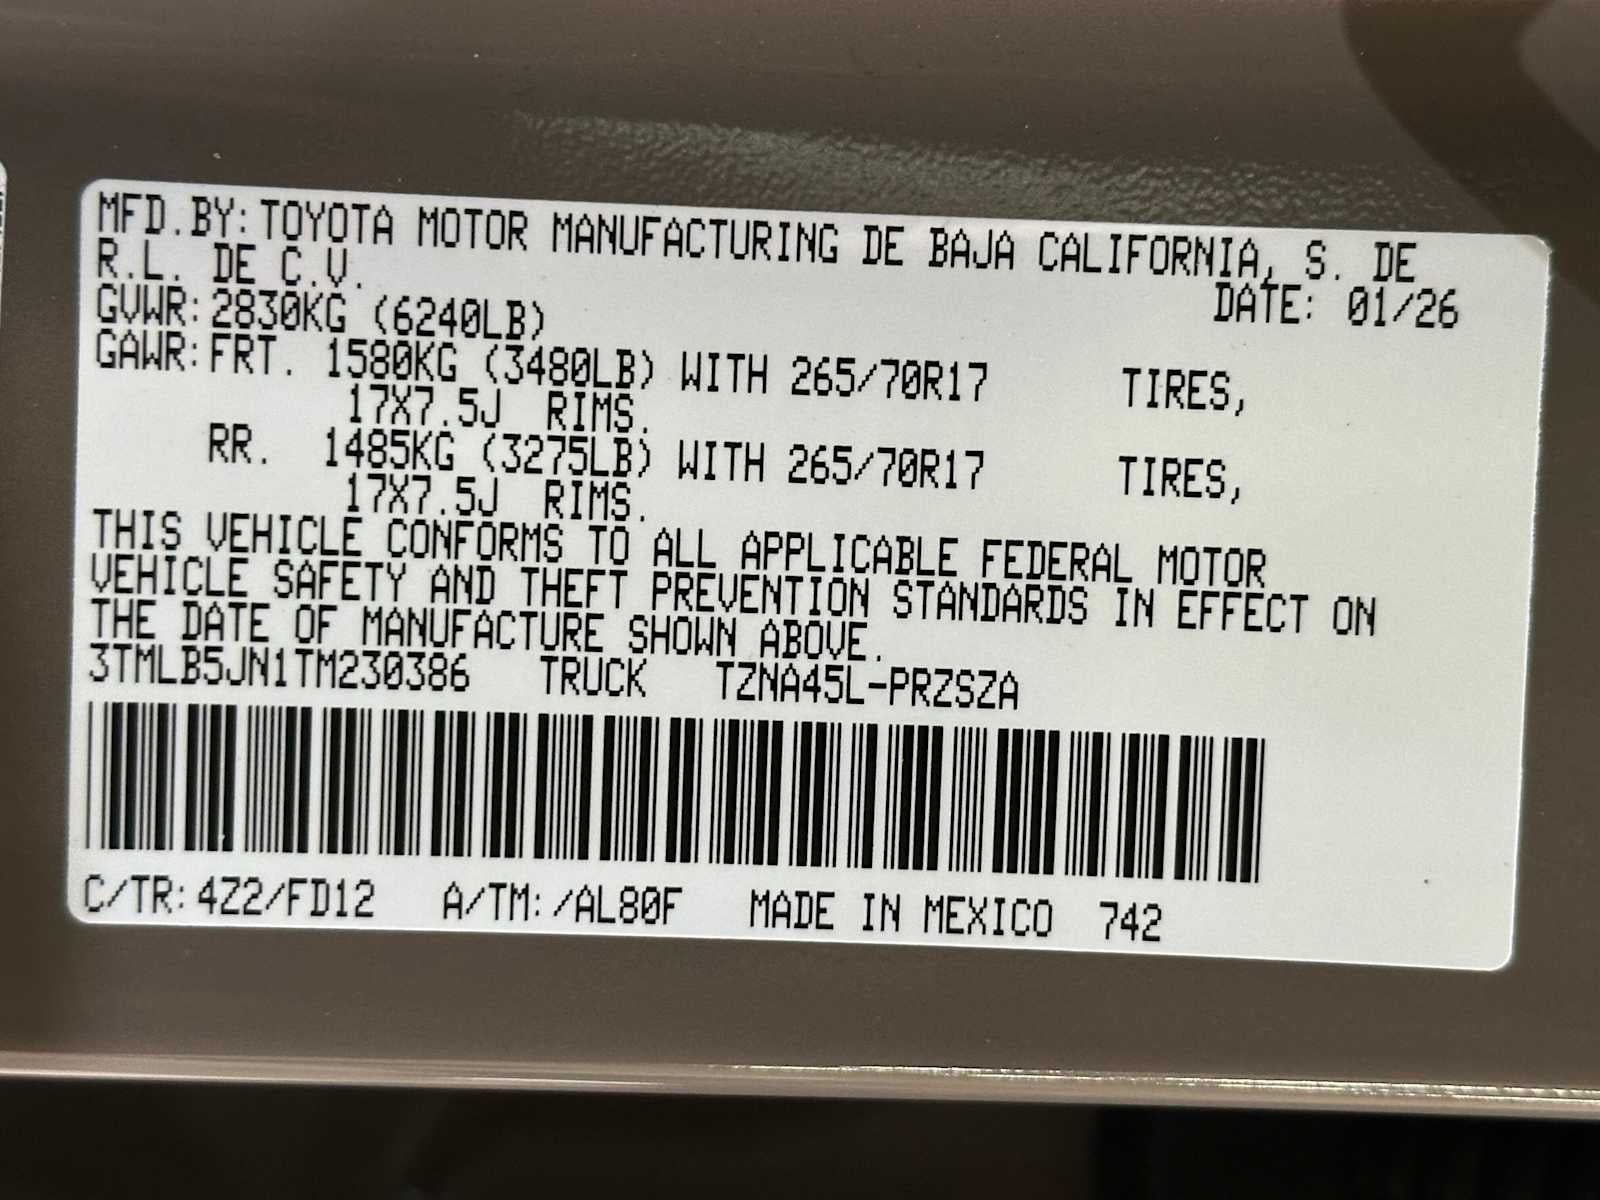 MFD.BY: TOYOTA MOTOR MANUFACTURING DE BAJA CALIFORNIA, S. DE
R.L. DE C.V. DATE: 01/26
GVWR: 2830KG (6240LB)
GAWR: FRT. 1580KG (3480LB) WITH 265/70R17 TIRES,
17X7.5J RIMS.
RR. 1485KG (3275LB) WITH 265/70R17 TIRES,
17X7.5J RIMS.
THIS VEHICLE CONFORMS TO ALL APPLICABLE FEDERAL MOTOR
VEHICLE SAFETY AND THEFT PREVENTION STANDARDS IN EFFECT ON
THE DATE OF MANUFACTURE SHOWN ABOVE.
3TMLB5JN1TM230386 TRUCK TZNA45L-PRZSZA
C/TR: 4Z2/FD12 A/TM: /AL80F MADE IN MEXICO 742